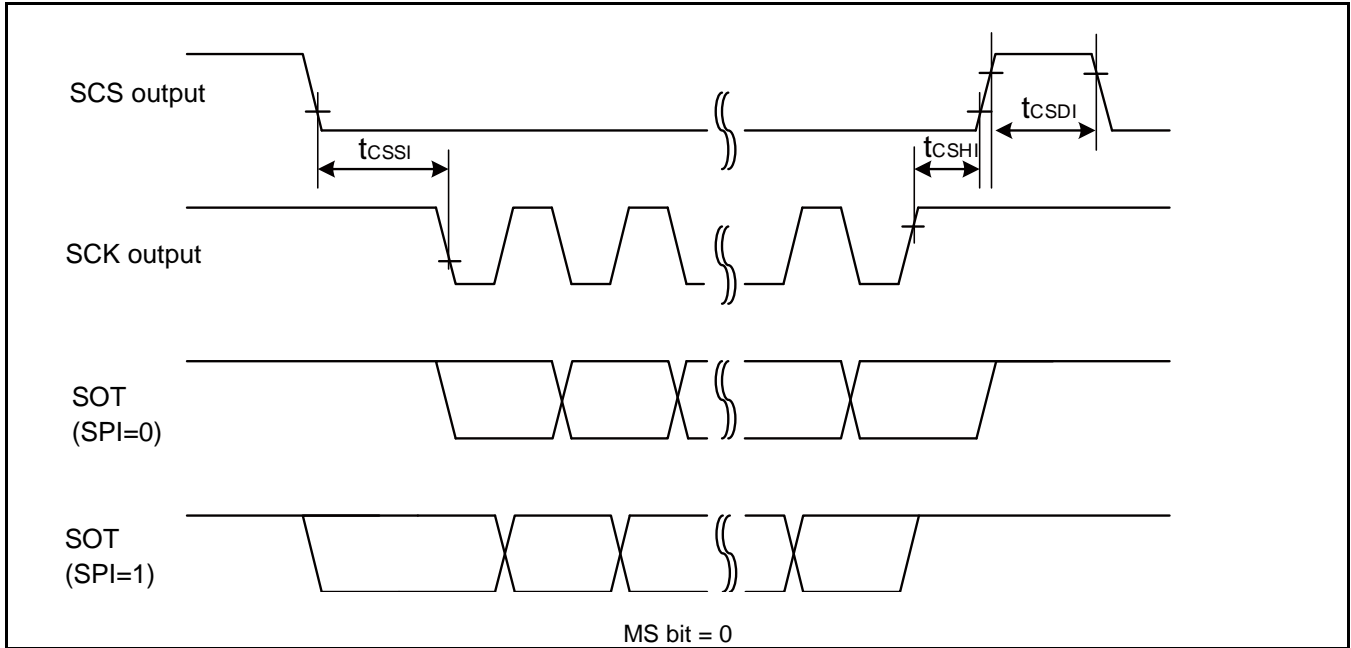 SCS output
tCSDI
tCSSI
tCSHI
SCK output
SOT
(SPI=0)
SOT
(SPI=1)
MS bit = 0